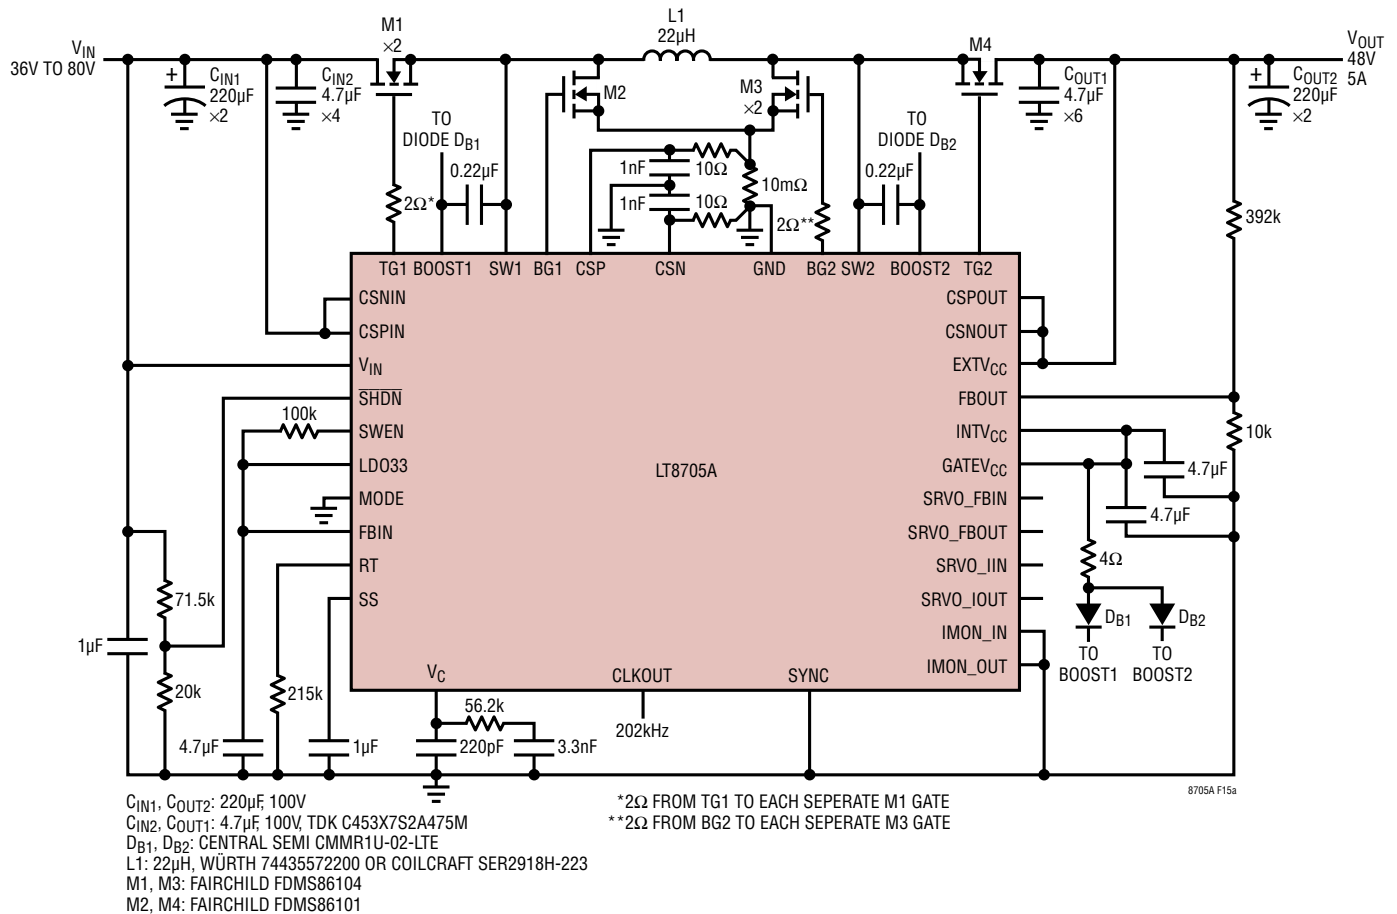 VIN
36V TO 80V
CIN1
220µF
×2
CIN2
4.7µF
×4
M1
×2
L1
22µH
M2
M3
×2
M4
COUT1
4.7µF
×6
COUT2
220µF
×2
VOUT
48V
5A
+
+
TO
DIODE DB1
0.22µF
2Ω*
1nF
10Ω
1nF
10Ω
10mΩ
2Ω**
TO
DIODE DB2
0.22µF
392k
TG1 BOOST1 SW1 BG1 CSP CSN GND BG2 SW2 BOOST2 TG2
CSNIN
CSPIN
VIN
SHDN
SWEN
LDO33
MODE
FBIN
RT
SS
100k
LT8705A
CSPOUT
CSNOUT
EXTVCC
FBOUT
INTVCC
GATEVCC
SRVO_FBIN
SRVO_FBOUT
SRVO_IIN
SRVO_IOUT
IMON_IN
IMON_OUT
10k
4.7µF
4.7µF
4Ω
DB1
DB2
TO
BOOST1
TO
BOOST2
71.5k
1µF
20k
215k
4.7µF
1µF
VC
CLKOUT
SYNC
56.2k
220pF
3.3nF
202kHz
8705A F15a
CIN1, COUT2: 220µF, 100V
CIN2, COUT1: 4.7µF, 100V, TDK C453X7S2A475M
DB1, DB2: CENTRAL SEMI CMMR1U-02-LTE
L1: 22µH, WÜRTH 74435572200 OR COILCRAFT SER2918H-223
M1, M3: FAIRCHILD FDMS86104
M2, M4: FAIRCHILD FDMS86101
*2Ω FROM TG1 TO EACH SEPERATE M1 GATE
**2Ω FROM BG2 TO EACH SEPERATE M3 GATE